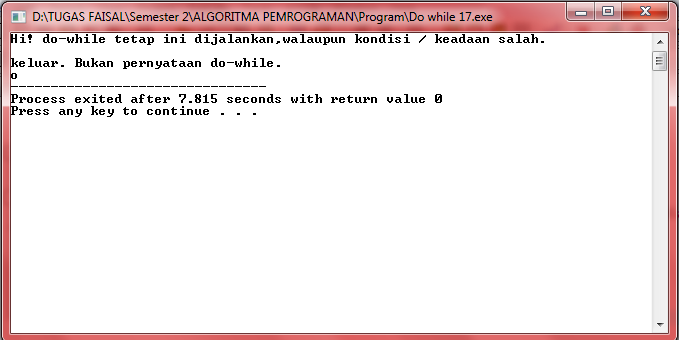 D:\TUGAS FAISAL\Semester 2\ALGORITMA PEMROGRAMAN\Program\Do while 17.exe
Hi! do-while tetap ini dijalankan,walaupun kondisi / keadaan salah.
keluar. Bukan pernyataan do-while.
o
--------------------------------
Process exited after 7.815 seconds with return value 0
Press any key to continue . . .